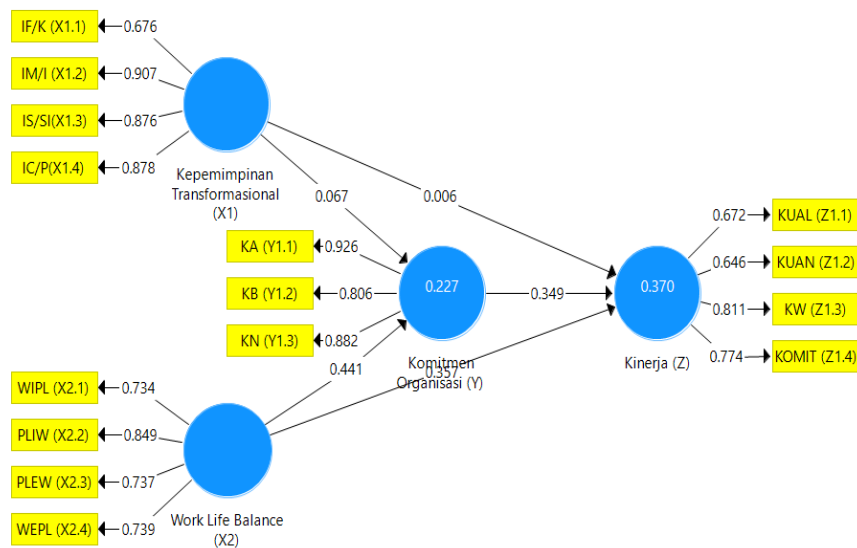 IF/K (X1.1)
0.676
IM/I (X1.2)
0.907
IS/SI(X1.3)
0.876
IC/P(X1.4)
0.878
Kepemimpinan
Transformasional
(X1)
0.067
0.006
KA (Y1.1)
0.926
KB (Y1.2)
0.806
KN (Y1.3)
0.882
0.227
Komitmen
Organisasi (Y)
0.349
0.441
0.357
0.370
Kinerja (Z)
0.672
KUAL (Z1.1)
0.646
KUAN (Z1.2)
0.811
KW (Z1.3)
0.774
KOMIT (Z1.4)
WIPL (X2.1)
0.734
PLIW (X2.2)
0.849
PLEW (X2.3)
0.737
WEPL (X2.4)
0.739
Work Life Balance
(X2)